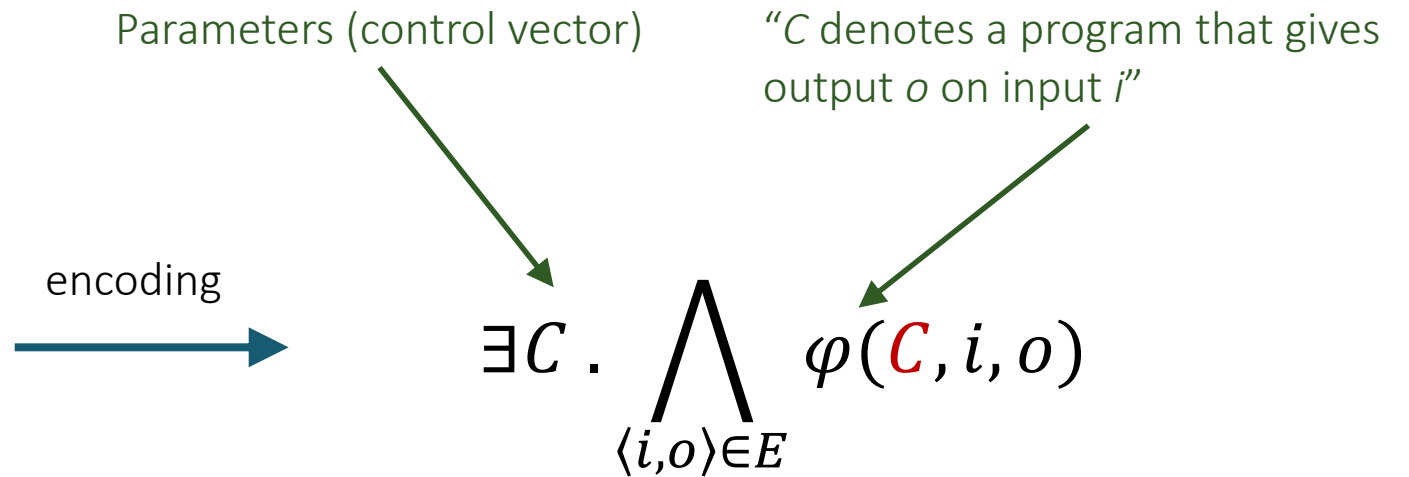 Parameters (control vector)
“C denotes a program that gives
output o on input i”
encoding
∃C . ⋀ φ(C, i, o)
⟨i,o⟩∈E